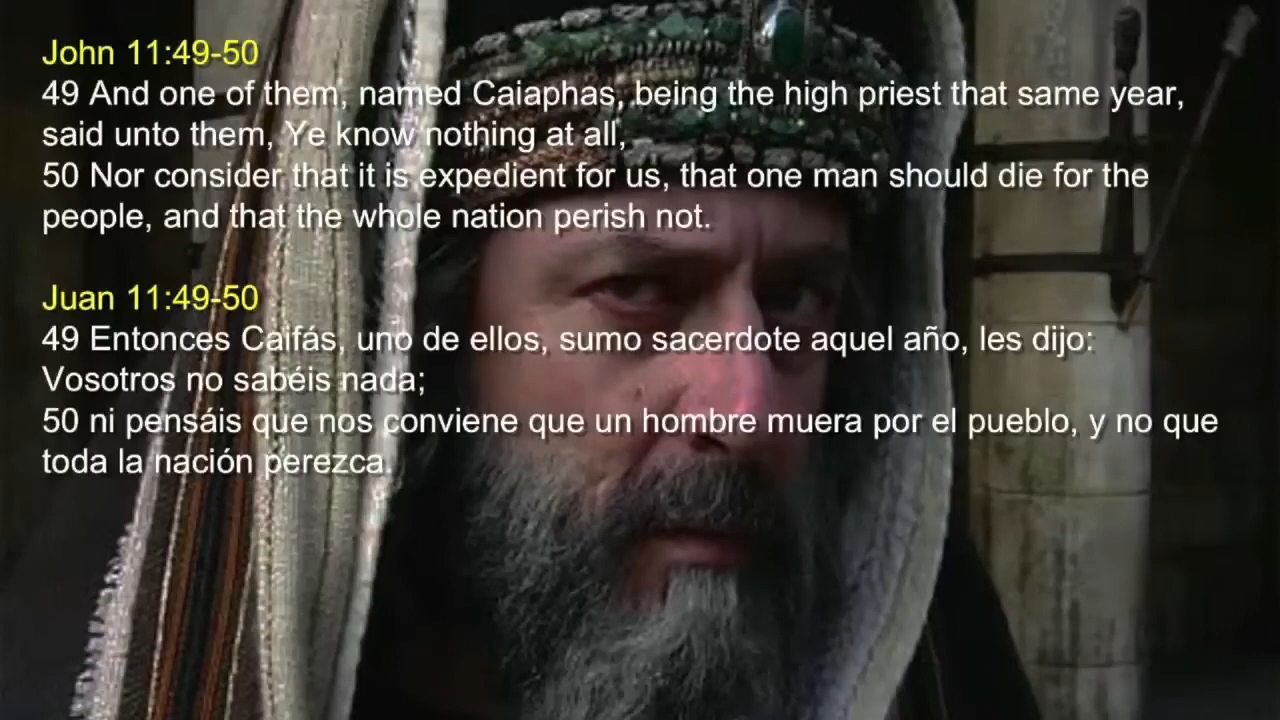 John 11:49-50
49 And one of them, named Caiaphas, being the high priest that same year,
said unto them, Ye know nothing at all,
50 Nor consider that it is expedient for us, that one man should die for the
people, and that the whole nation perish not.
Juan 11:49-50
49 Entonces Caifás, uno de ellos, sumo sacerdote aquel año, les dijo:
Vosotros no sabéis nada;
50 ni pensáis que nos conviene que un hombre muera por el pueblo, y no que
toda la nación perezca.